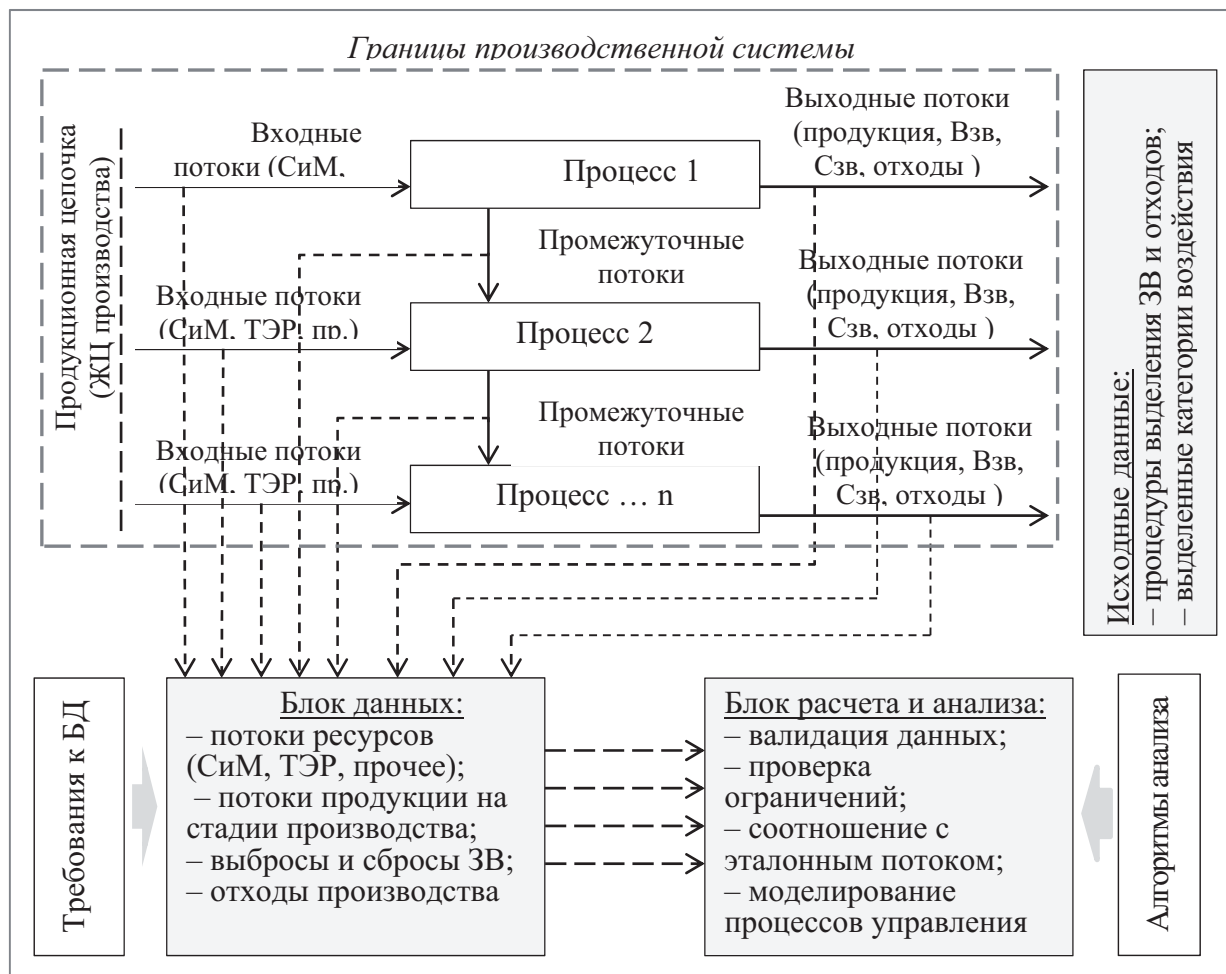 Границы производственной системы
Продукционная цепочка
(ЖЦ производства)
Входные
потоки (СиМ,
Процесс 1
Выходные потоки
(продукция, Взв,
Сзв, отходы )
Промежуточные
потоки
Входные потоки
(СиМ, ТЭР, пр.)
Процесс 2
Выходные потоки
(продукция, Взв,
Сзв, отходы )
Промежуточные
потоки
Входные потоки
(СиМ, ТЭР, пр.)
Процесс … n
Выходные потоки
(продукция, Взв,
Сзв, отходы )
Исходные данные:
– процедуры выделения ЗВ и отходов;
– выделенные категории воздействия
Требования к БД
Блок данных:
– потоки ресурсов
(СиМ, ТЭР, прочее);
– потоки продукции на
стадии производства;
– выбросы и сбросы ЗВ;
– отходы производства
Блок расчета и анализа:
– валидация данных;
– проверка
ограничений;
– соотношение с
эталонным потоком;
– моделирование
процессов управления
Алгоритмы анализа